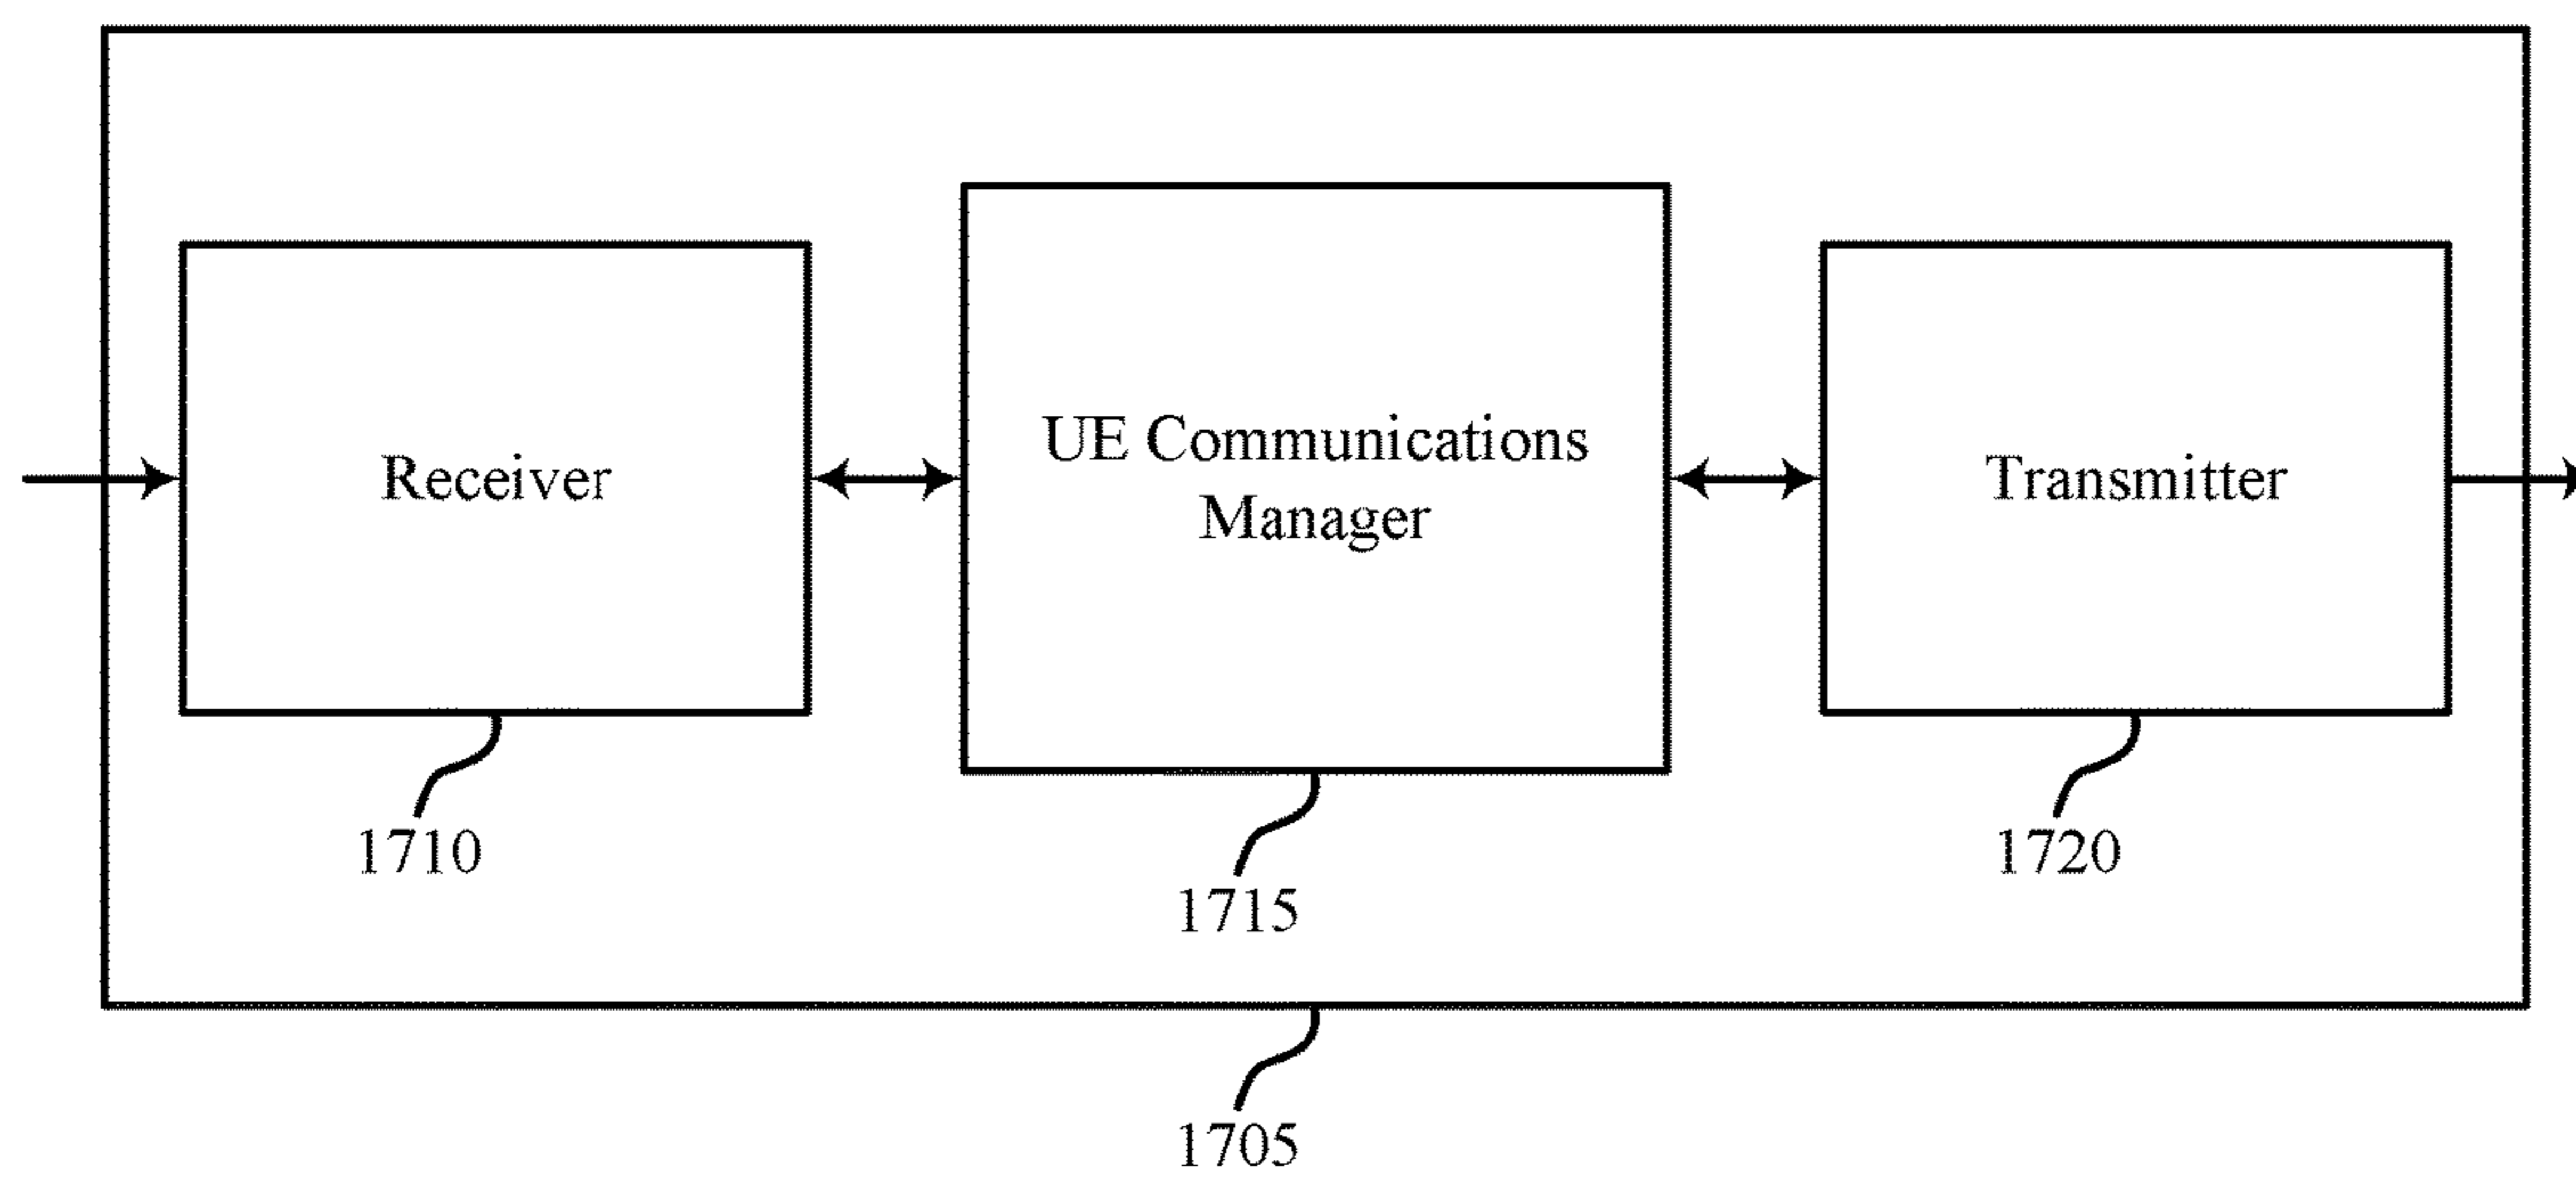 Receiver
UE Communications
Manager
Transmitter
1710
1715
1720
1705